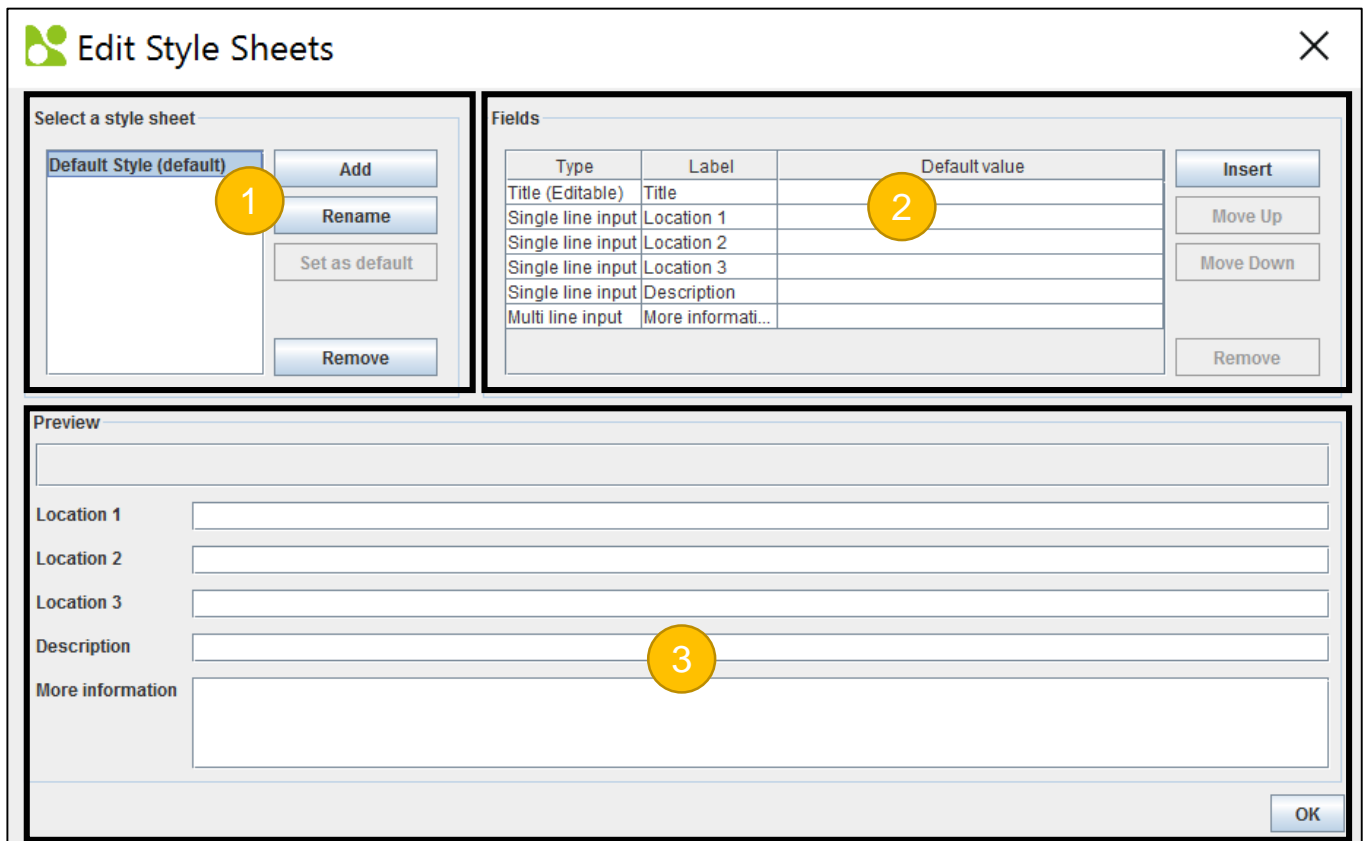 Edit Style Sheets
Select a style sheet
Default Style (default)
1
Add
Rename
Set as default
Remove
Fields
Type Label Default value
Title (Editable) Title
Single line input Location 1
Single line input Location 2
Single line input Location 3
Single line input Description
Multi line input More informati...
2
Insert
Move Up
Move Down
Remove
Preview
Location 1
Location 2
Location 3
Description
3
More information
OK